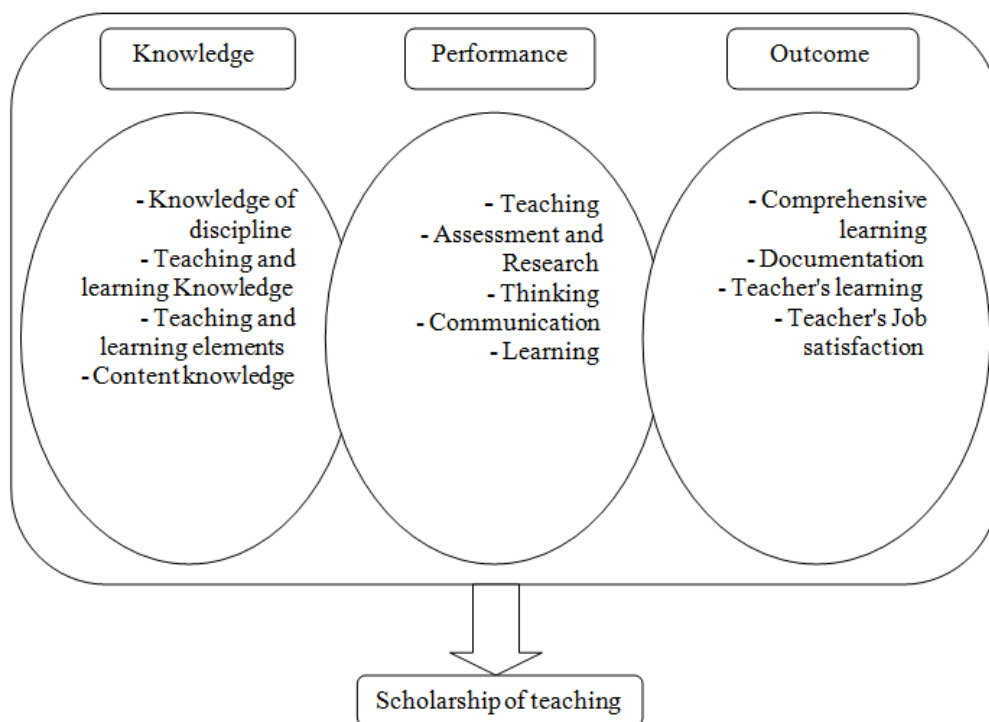 Knowledge
Performance
Outcome
- Knowledge of
discipline
- Teaching and
learning Knowledge
- Teaching and
learning elements
- Content knowledge
- Teaching
- Assessment and
Research
- Thinking
- Communication
- Learning
- Comprehensive
learning
- Documentation
- Teacher's learning
- Teacher's Job
satisfaction
Scholarship of teaching